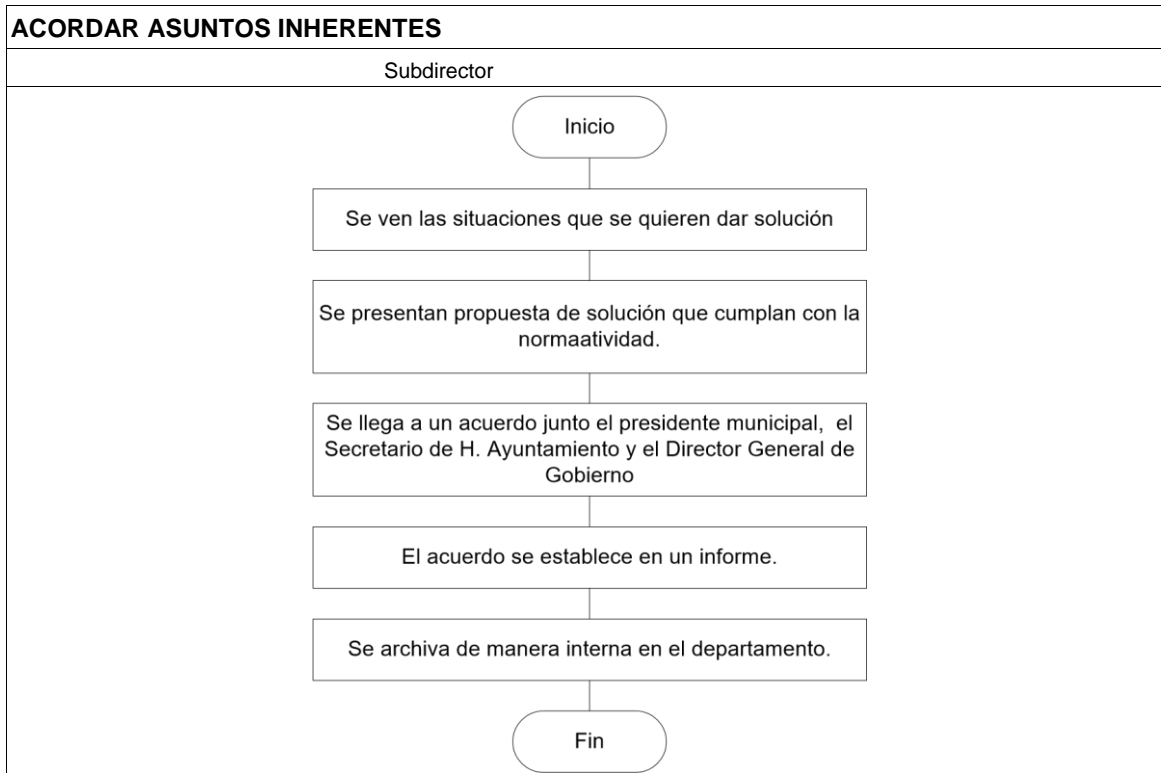 ACORDAR ASUNTOS INHERENTES
Subdirector
Inicio
Se ven las situaciones que se quieren dar solución
Se presentan propuesta de solución que cumplan con la
normaatividad.
Se llega a un acuerdo junto el presidente municipal,  el
Secretario de H. Ayuntamiento y el Director General de
Gobierno
El acuerdo se establece en un informe.
Se archiva de manera interna en el departamento.
Fin